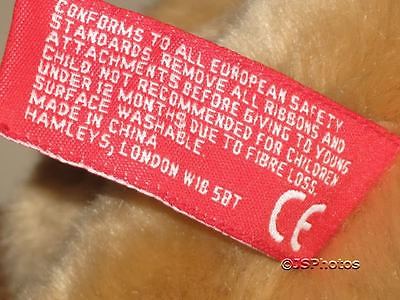 CONFORMS TO ALL EUROPEAN SAFETY
STANDARDS. REMOVE ALL RIBBONS AND
ATTACHMENTS BEFORE GIVING TO YOUNG
CHILD. NOT RECOMMENDED FOR CHILDREN
UNDER 12 MONTHS DUE TO FIBRE LOSS.
SURFACE WASHABLE.
MADE IN CHINA
HAMLEYS, LONDON W1B 5BT
CE
©JSPhotos